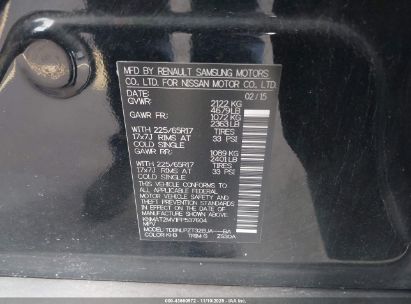 MFD BY RENAULT SAMSUNG MOTORS
CO. LTD. FOR NISSAN MOTOR CO. LTD.
DATE: 02/15
GVWR: 2122 KG
4679LB
GAWR FR: 1072 KG
2363LB
WITH 225/65R17 TIRES
17x7J RIMS AT 33 PSI
COLD SINGLE
GAWR RR: 1089 KG
2401LB
WITH 225/65R17 TIRES
17x7J RIMS AT 33 PSI
COLD SINGLE
THIS VEHICLE CONFORMS TO
ALL APPLICABLE FEDERAL
MOTOR VEHICLE SAFETY AND
THEFT PREVENTION STANDARDS
IN EFFECT ON THE DATE OF
MANUFACTURE SHOWN ABOVE.
MPV
MODEL:
COLOR:KH3 TRIM:G